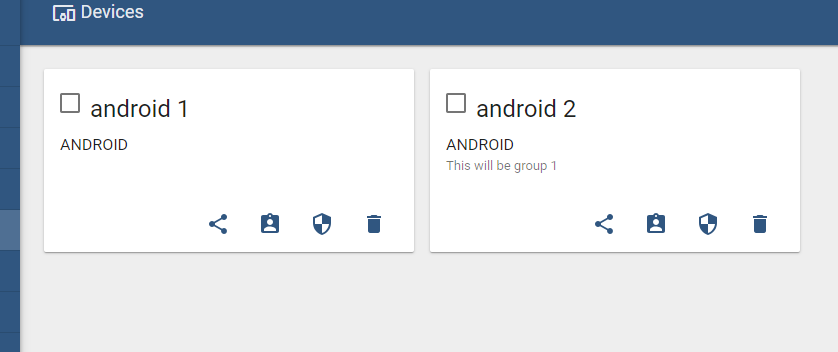 Devices
android 1
ANDROID
android 2
ANDROID
This will be group 1